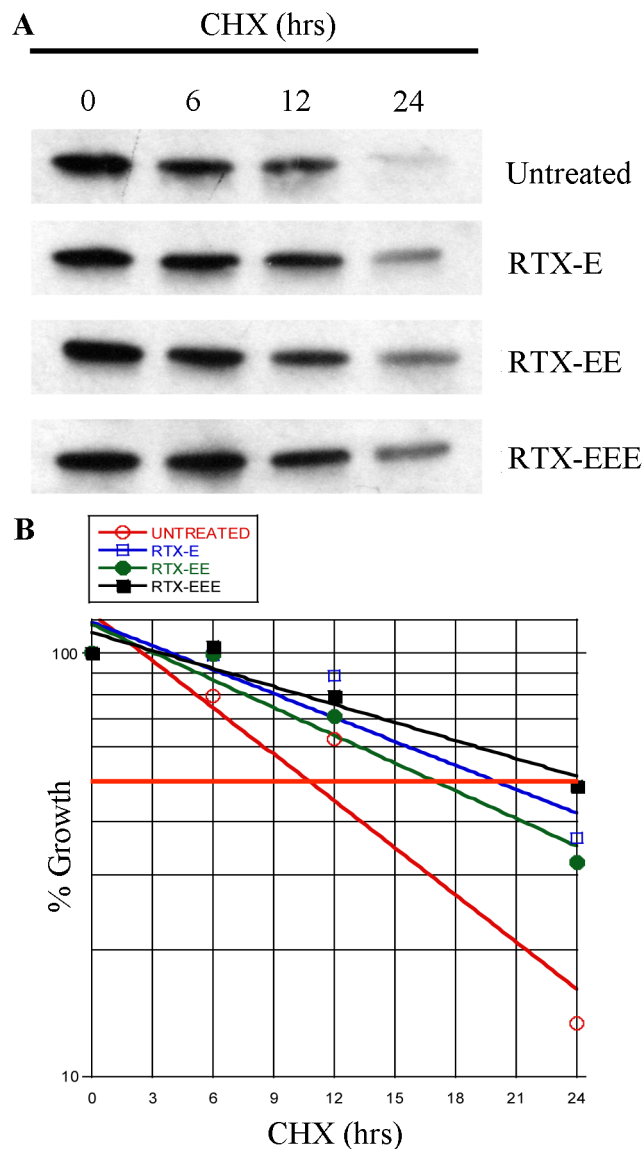 A
CHX (hrs)
0 6 12 24
Untreated
RTX-E
RTX-EE
RTX-EEE
B
UNTREATED
RTX-E
RTX-EE
RTX-EEE
100
10
% Growth
0 3 6 9 12 15 18 21 24
CHX (hrs)